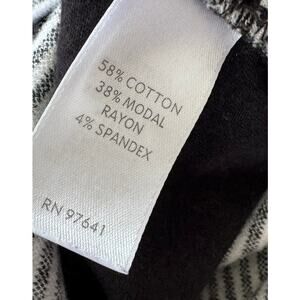 58% COTTON
38% MODAL
RAYON
4% SPANDEX
RN 97641